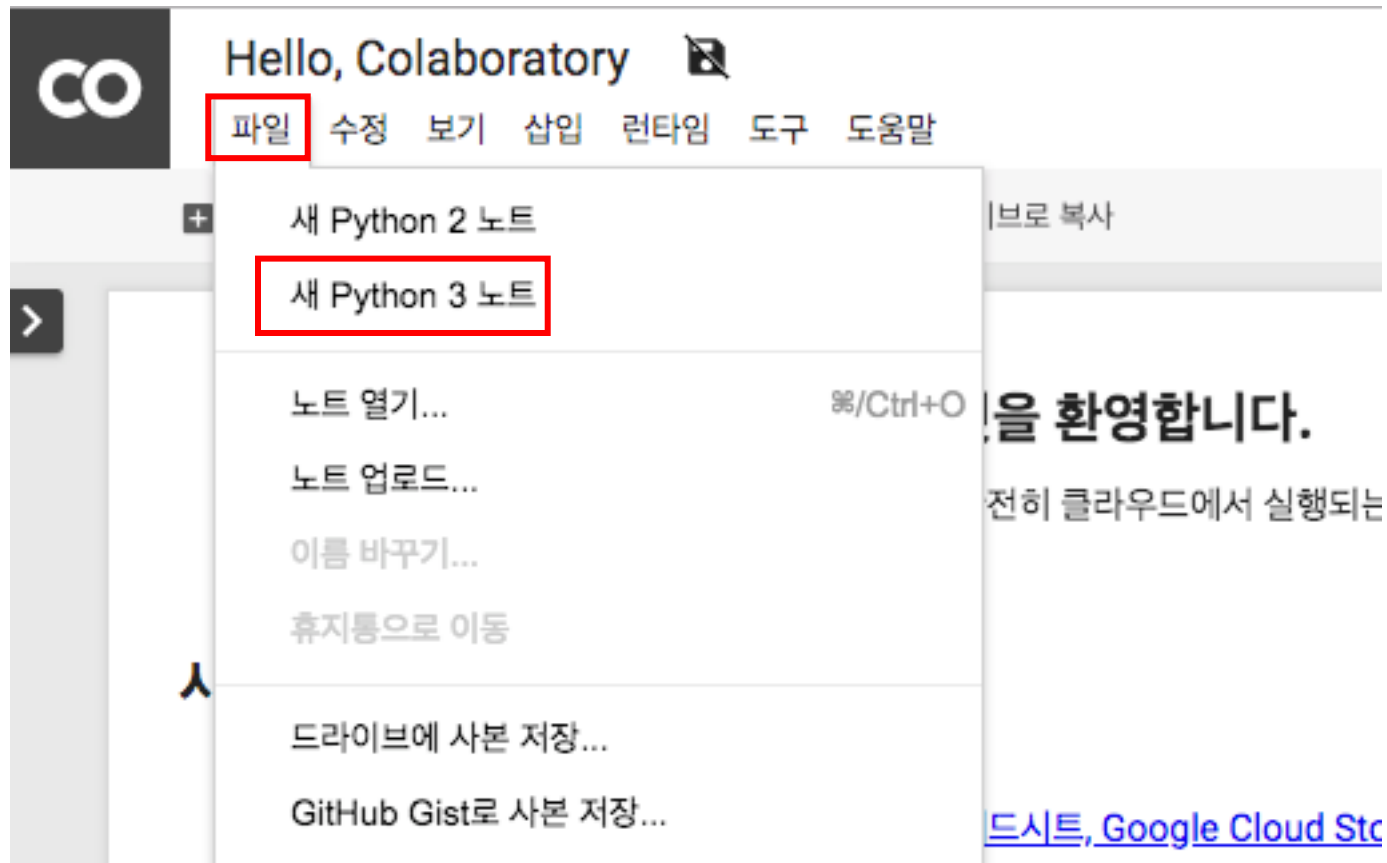 CO
Hello, Colaboratory
파일 수정 보기 삽입 런타임 도구 도움말
새 Python 2 노트
브로 복사
새 Python 3 노트
노트 열기... ⌘/Ctrl+O
을 환영합니다.
노트 업로드...
전히 클라우드에서 실행되는
이름 바꾸기...
휴지통으로 이동
드라이브에 사본 저장...
GitHub Gist로 사본 저장...
드시트, Google Cloud Sto